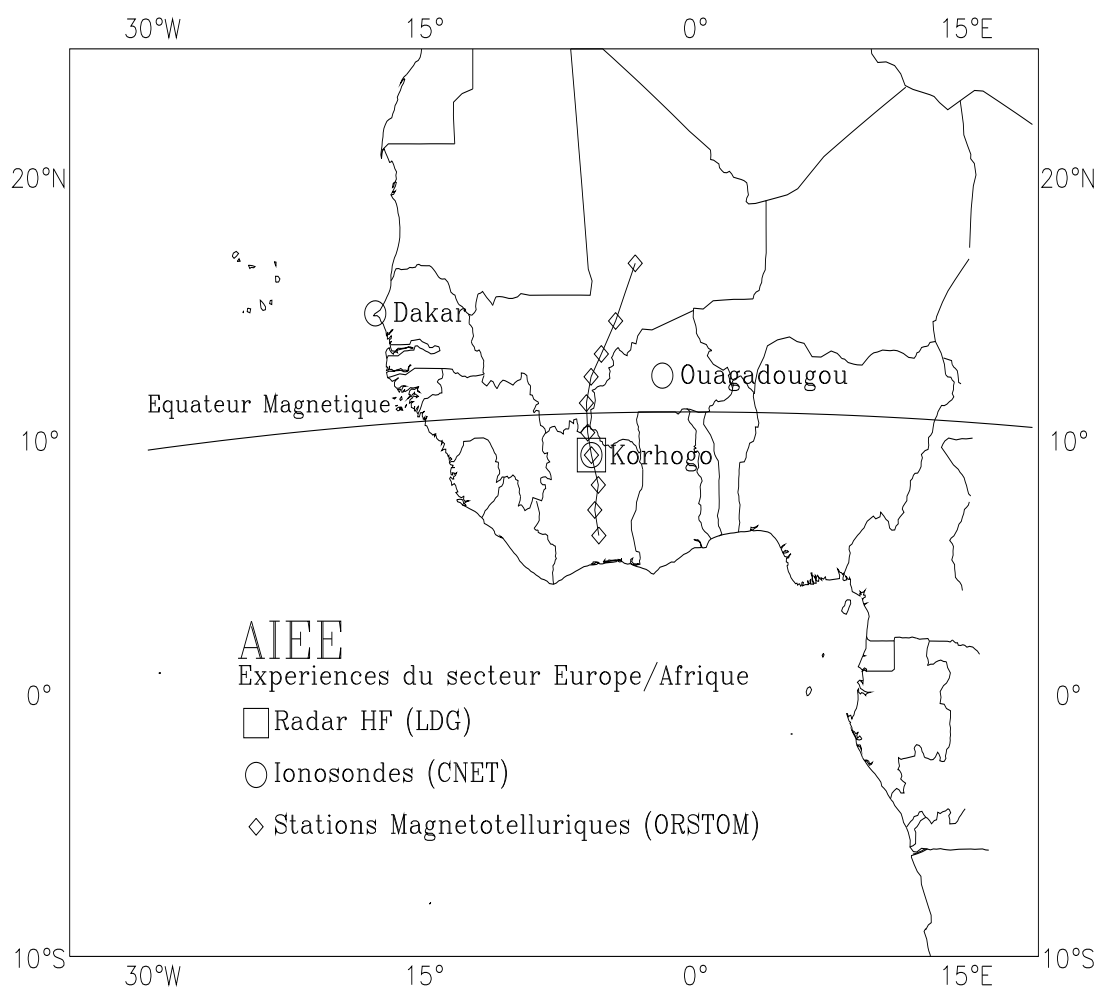 30°W 15° 0° 15°E
20°N 20°N
Dakar
Ouagadougou
Equateur Magnetique
10° 10°
Korhogo
AIEE
Experiences du secteur Europe/Afrique
0° 0°
Radar HF (LDG)
Ionosondes (CNET)
Stations Magnetotelluriques (ORSTOM)
10°S 10°S
30°W 15° 0° 15°E